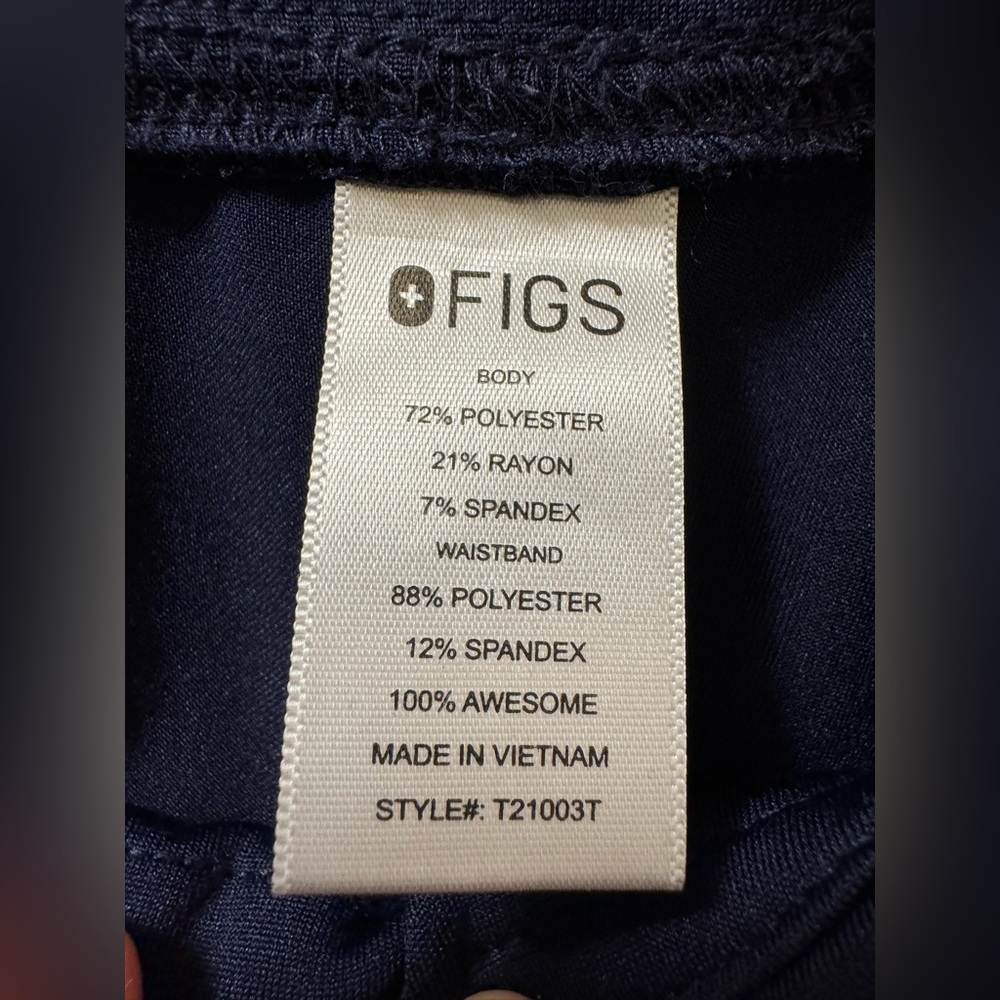 FIGS
BODY
72% POLYESTER
21% RAYON
7% SPANDEX
WAISTBAND
88% POLYESTER
12% SPANDEX
100% AWESOME
MADE IN VIETNAM
STYLE#: T21003T